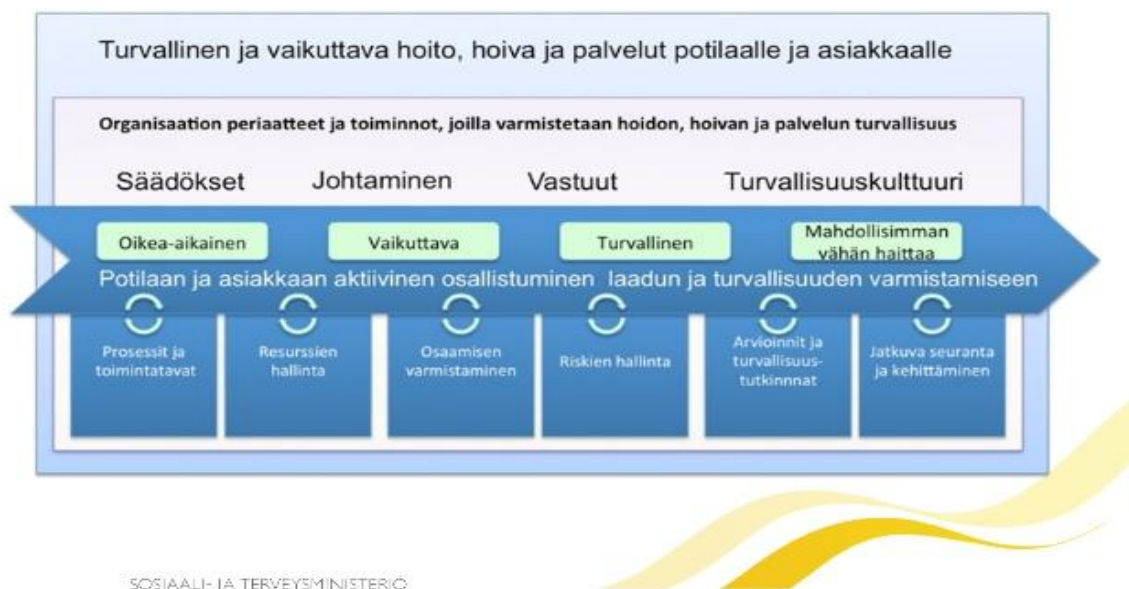 Turvallinen ja vaikuttava hoito, hoiva ja palvelut potilaalle ja asiakkaalle
Organisaation periaatteet ja toiminnot, joilla varmistetaan hoidon, hoivan ja palvelun turvallisuus
Säädökset
Johtaminen
Vastuut
Turvallisuuskulttuuri
Oikea-aikainen
Vaikuttava
Turvallinen
Mahdollisimman
vähän haittaa
Potilaan ja asiakkaan aktiivinen osallistuminen laadun ja turvallisuuden varmistamiseen
Prosessit ja
toimintatavat
Resurssien
hallinta
Osaamisen
varmistaminen
Riskien hallinta
Arvioinnit ja
turvallisuus-
tutkinnnat
Jatkuva seuranta
ja kehittäminen
SOSIAALI- JA TERVEYSMINISTERIÖ